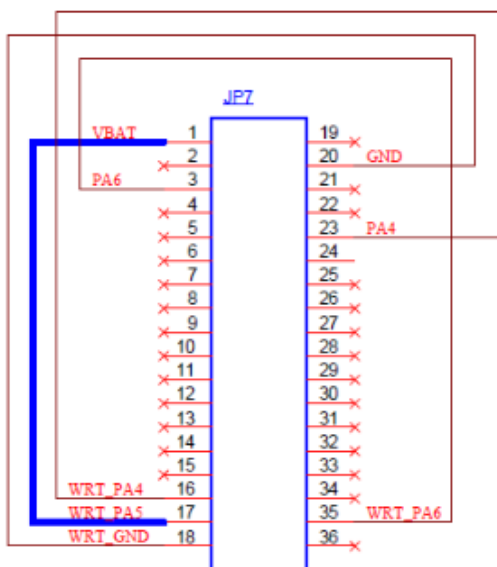 JP7
VBAT 1 19
2 20 GND
PA6 3 21
4 22
5 23 PA4
6 24
7 25
8 26
9 27
10 28
11 29
12 30
13 31
14 32
15 33
WRT_PA4 16 34
WRT_PA5 17 35 WRT_PA6
WRT_GND 18 36